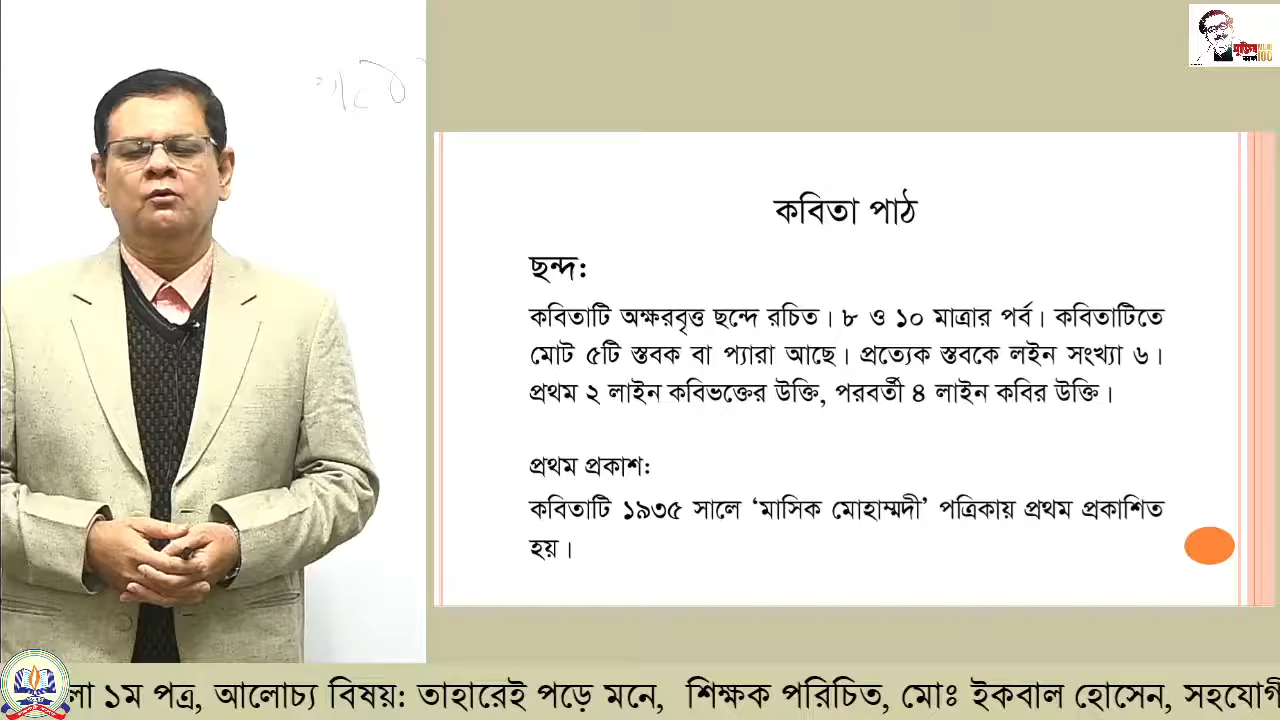 কবিতা পাঠ
ছন্দ:
কবিতাটি অক্ষরবৃত্ত ছন্দে রচিত। ৮ ও ১০ মাত্রার পর্ব। কবিতাটিতে
মোট ৫টি স্তবক বা প্যারা আছে। প্রত্যেক স্তবকে লইন সংখ্যা ৬।
প্রথম ২ লাইন কবিভক্তের উক্তি, পরবর্তী ৪ লাইন কবির উক্তি।
প্রথম প্রকাশ:
কবিতাটি ১৯৩৫ সালে ‘মাসিক মোহাম্মদী’ পত্রিকায় প্রথম প্রকাশিত
হয়।
লা ১ম পত্র, আলোচ্য বিষয়: তাহারেই পড়ে মনে, শিক্ষক পরিচিত, মোঃ ইকবাল হোসেন, সহযোগী